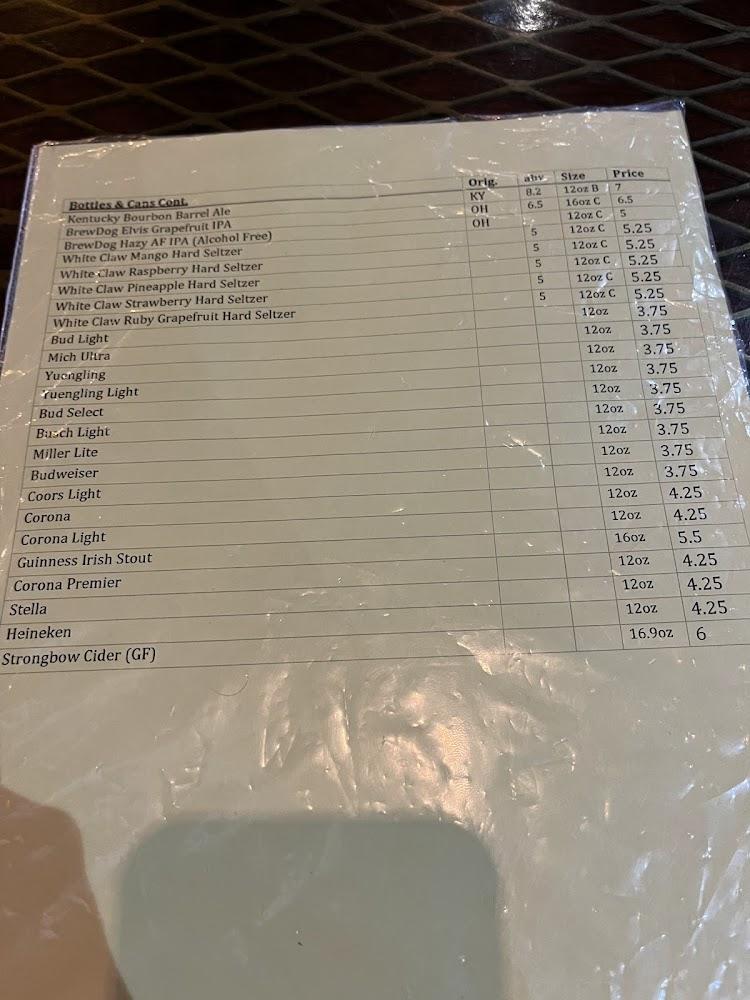 Bottles & Cans Cont. Orig. abv Size Price
Kentucky Bourbon Barrel Ale KY 8.2 12oz B 7
BrewDog Elvis Grapefruit IPA OH 6.5 16oz C 6.5
BrewDog Hazy AF IPA (Alcohol Free) OH 12oz C 5
White Claw Mango Hard Seltzer 5 12oz C 5.25
White Claw Raspberry Hard Seltzer 5 12oz C 5.25
White Claw Pineapple Hard Seltzer 5 12oz C 5.25
White Claw Strawberry Hard Seltzer 5 12oz C 5.25
White Claw Ruby Grapefruit Hard Seltzer 5 12oz C 5.25
Bud Light 12oz 3.75
Mich Ultra 12oz 3.75
Yuengling 12oz 3.75
Yuengling Light 12oz 3.75
Bud Select 12oz 3.75
Busch Light 12oz 3.75
Miller Lite 12oz 3.75
Budweiser 12oz 3.75
Coors Light 12oz 3.75
Corona 12oz 4.25
Corona Light 12oz 4.25
Guinness Irish Stout 16oz 5.5
Corona Premier 12oz 4.25
Stella 12oz 4.25
Heineken 12oz 4.25
Strongbow Cider (GF) 16.9oz 6